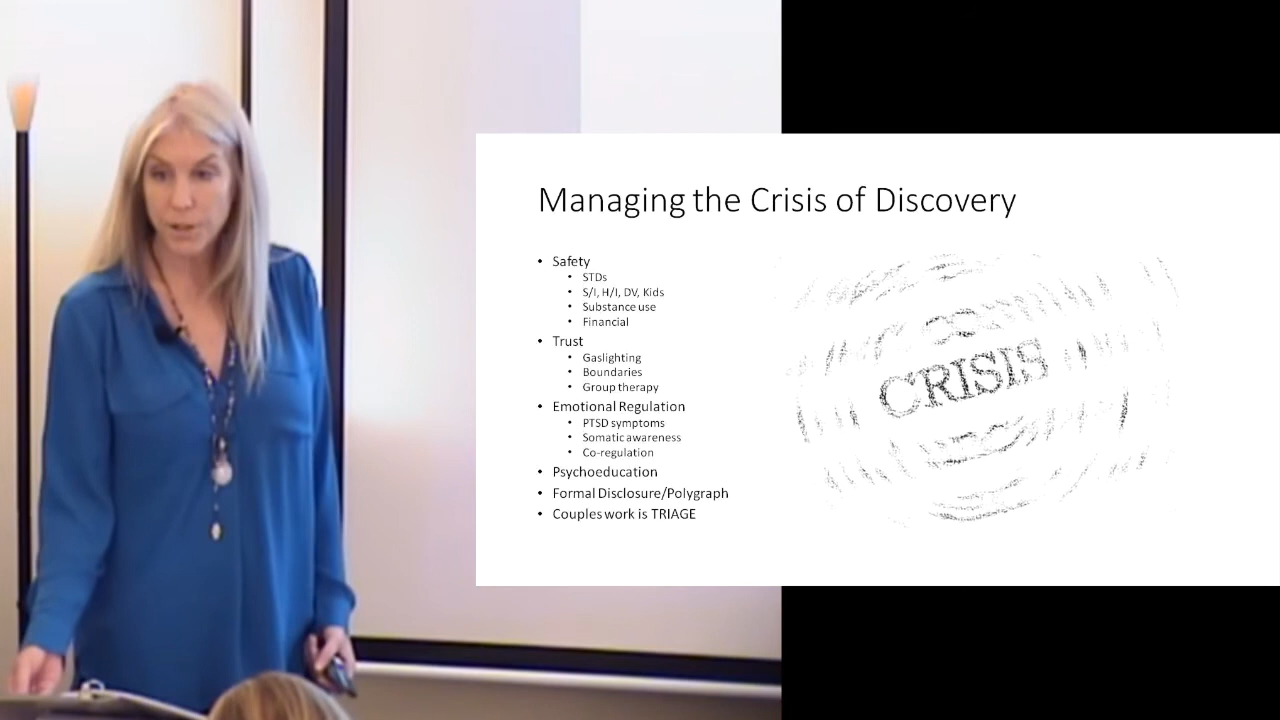 Managing the Crisis of Discovery
• Safety
• STDs
• S/I, H/I, DV, Kids
• Substance use
• Financial
• Trust
• Gaslighting
• Boundaries
• Group therapy
• Emotional Regulation
• PTSD symptoms
• Somatic awareness
• Co-regulation
• Psychoeducation
• Formal Disclosure/Polygraph
• Couples work is TRIAGE
CRISIS